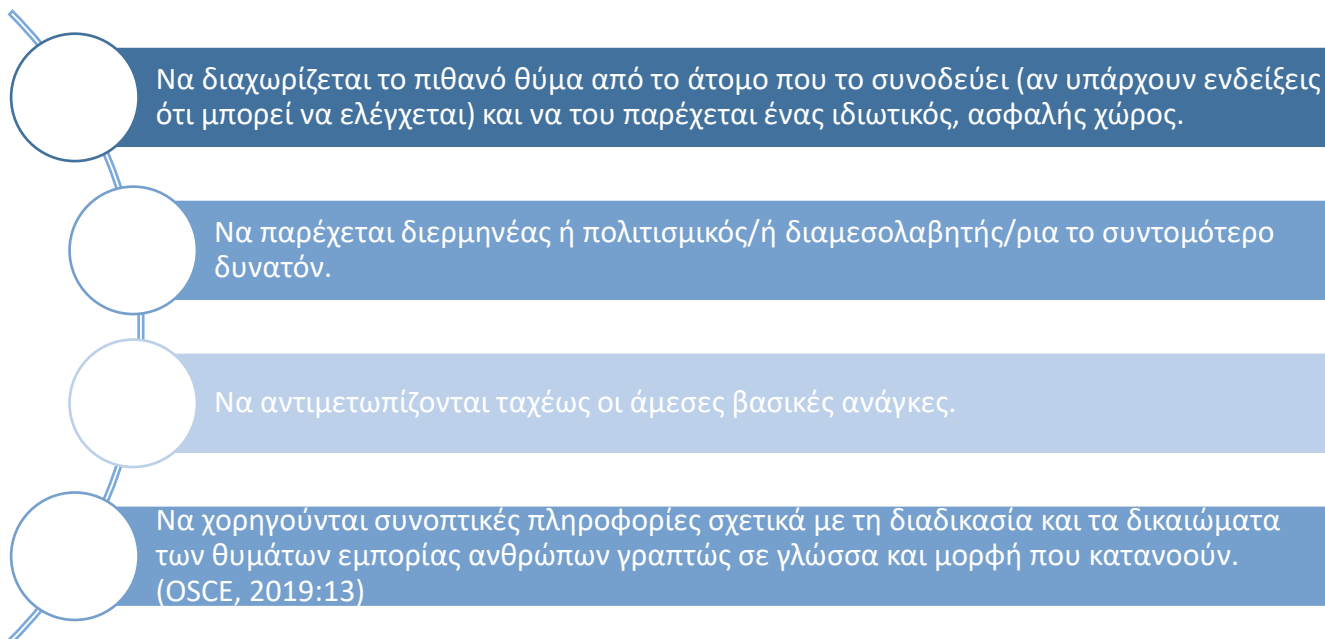 Να διαχωρίζεται το πιθανό θύμα από το άτομο που το συνοδεύει (αν υπάρχουν ενδείξεις
ότι μπορεί να ελέγχεται) και να του παρέχεται ένας ιδιωτικός, ασφαλής χώρος.
Να παρέχεται διερμηνέας ή πολιτισμικός/ή διαμεσολαβητής/ρια το συντομότερο
δυνατόν.
Να αντιμετωπίζονται ταχέως οι άμεσες βασικές ανάγκες.
Να χορηγούνται συνοπτικές πληροφορίες σχετικά με τη διαδικασία και τα δικαιώματα
των θυμάτων εμπορίας ανθρώπων γραπτώς σε γλώσσα και μορφή που κατανοούν.
(OSCE, 2019:13)